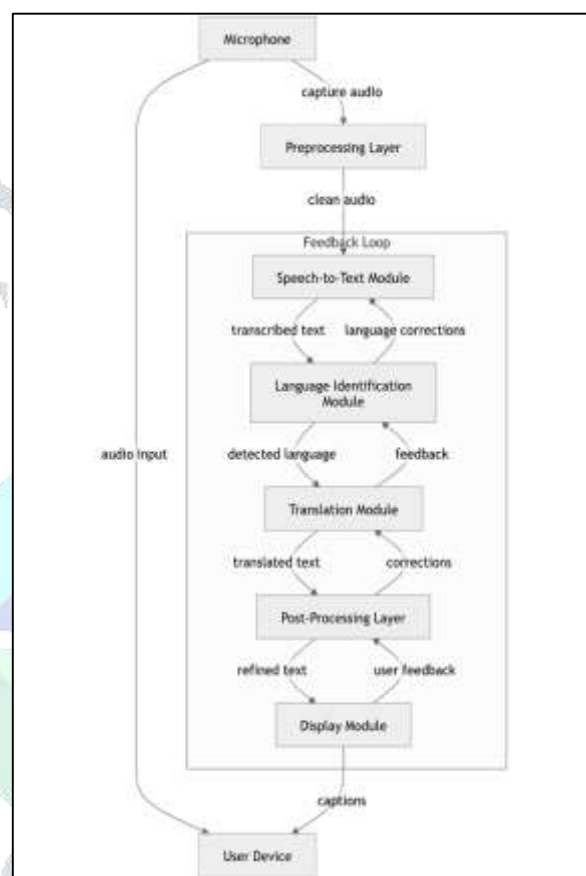 Microphone
capture audio
Preprocessing Layer
clean audio
Feedback Loop
Speech-to-Text Module
transcribed text
language corrections
Language Identification
Module
audio input
detected language
feedback
Translation Module
translated text
corrections
Post-Processing Layer
refined text
user feedback
Display Module
captions
User Device